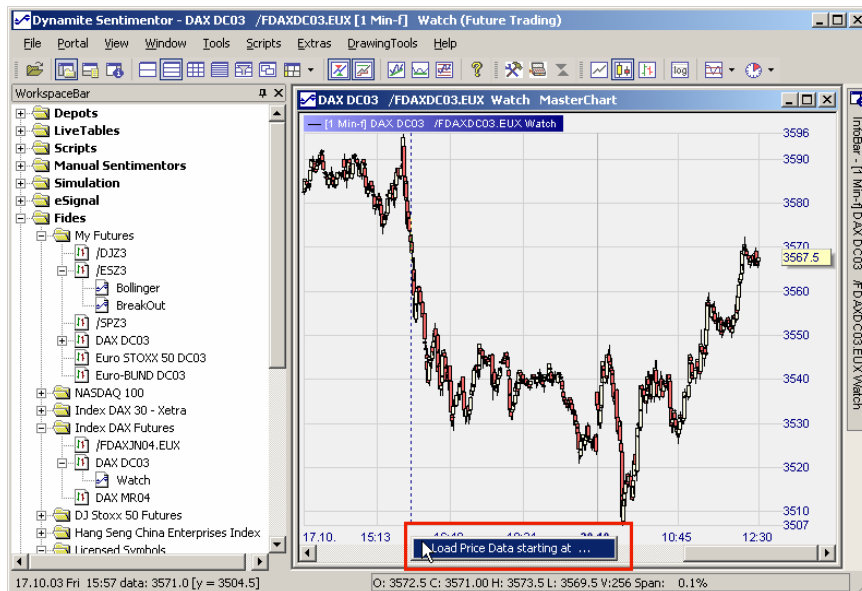 Dynamite Sentimentor - DAX DC03 /FDAXDC03.EUX [1 Min-f] Watch (Future Trading)
File Portal View Window Tools Scripts Extras DrawingTools Help
log
WorkspaceBar
Depots
LiveTables
Scripts
Manual Sentimentors
Simulation
eSignal
Fides
My Futures
/DJZ3
/ESZ3
Bollinger
BreakOut
/SPZ3
DAX DC03
Euro STOXX 50 DC03
Euro-BUND DC03
NASDAQ 100
Index DAX 30 - Xetra
Index DAX Futures
/FDAXJN04.EUX
DAX DC03
Watch
DAX MR04
DJ Stoxx 50 Futures
Hang Seng China Enterprises Index
Licensed Symbols
DAX DC03 /FDAXDC03.EUX Watch MasterChart
[1 Min-f] DAX DC03 /FDAXDC03.EUX Watch
3596
3590
3580
3570
3567.5
3560
3550
3540
3530
3520
3510
3507
17.10. 15:13 10:45 12:30
Load Price Data starting at ...
InfoBar - [1 Min-f] DAX DC03 /FDAXDC03.EUX Watch
17.10.03 Fri 15:57 data: 3571.0 [y = 3504.5]
O: 3572.5 C: 3571.00 H: 3573.5 L: 3569.5 V:256 Span: 0.1%